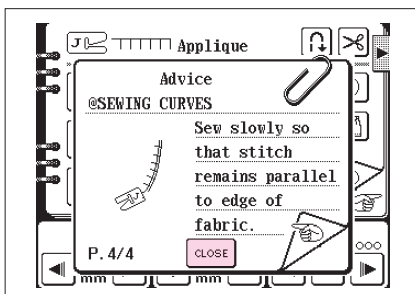 J Applique
Advice
@SEWING CURVES
Sew slowly so
that stitch
remains parallel
to edge of
fabric.
P.4/4
CLOSE
mm mm